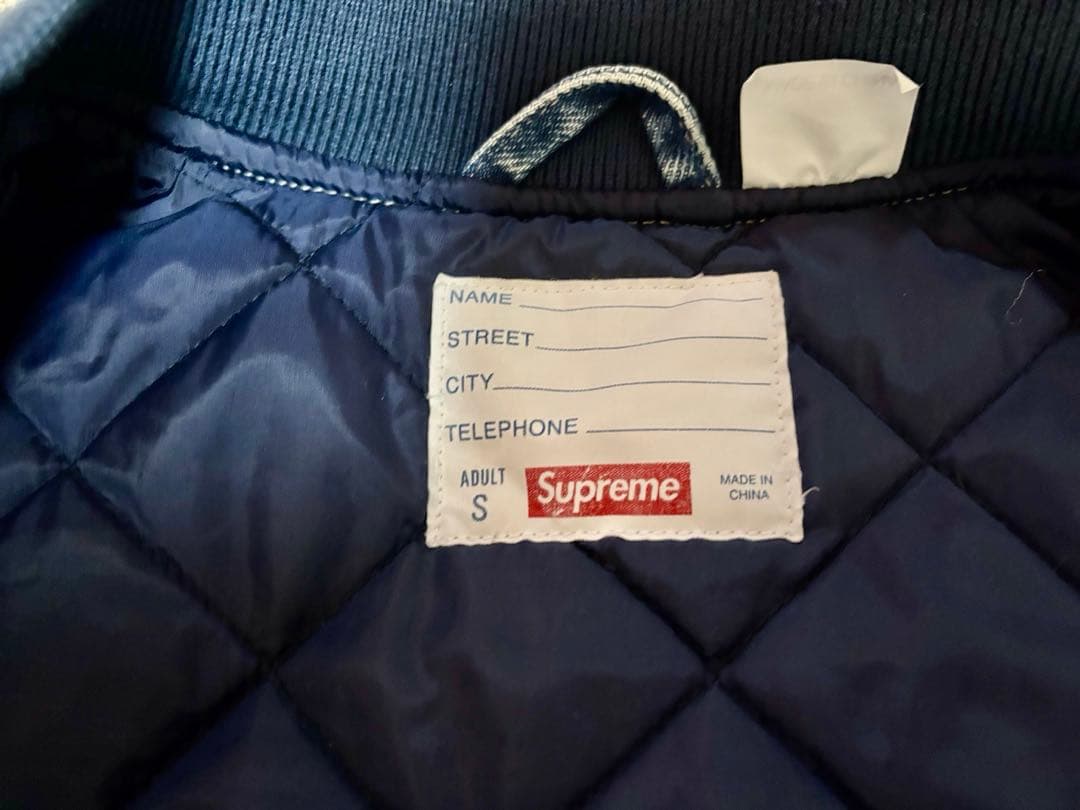 NAME
STREET
CITY
TELEPHONE
ADULT
S
Supreme
MADE IN
CHINA